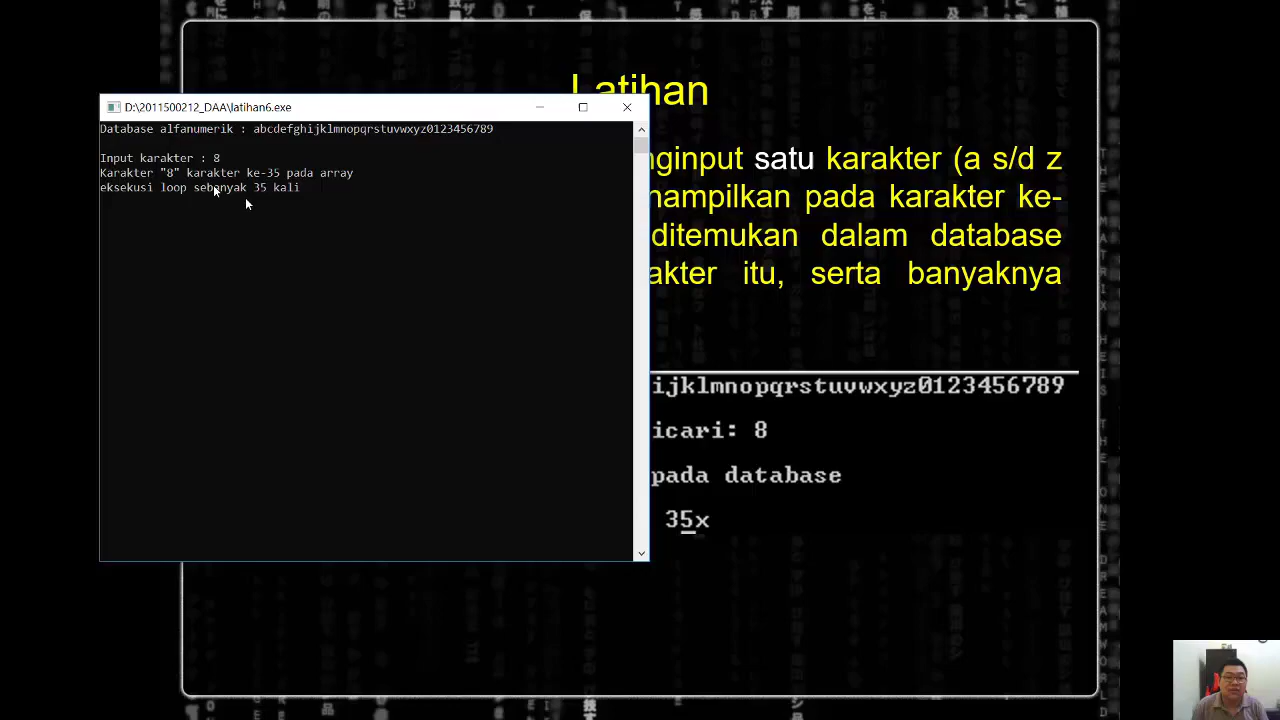 Latihan
D:\2011500212_DAA\latihan6.exe
Database alfanumerik : abcdefghijklmnopqrstuvwxyz0123456789
Input karakter : 8
Karakter "8" karakter ke-35 pada array
eksekusi loop sebanyak 35 kali
nginput satu karakter (a s/d z
nampilkan pada karakter ke-
ditemukan dalam database
akter itu, serta banyaknya
ijklmnopqrstuvwxyz0123456789
icari: 8
pada database
35x